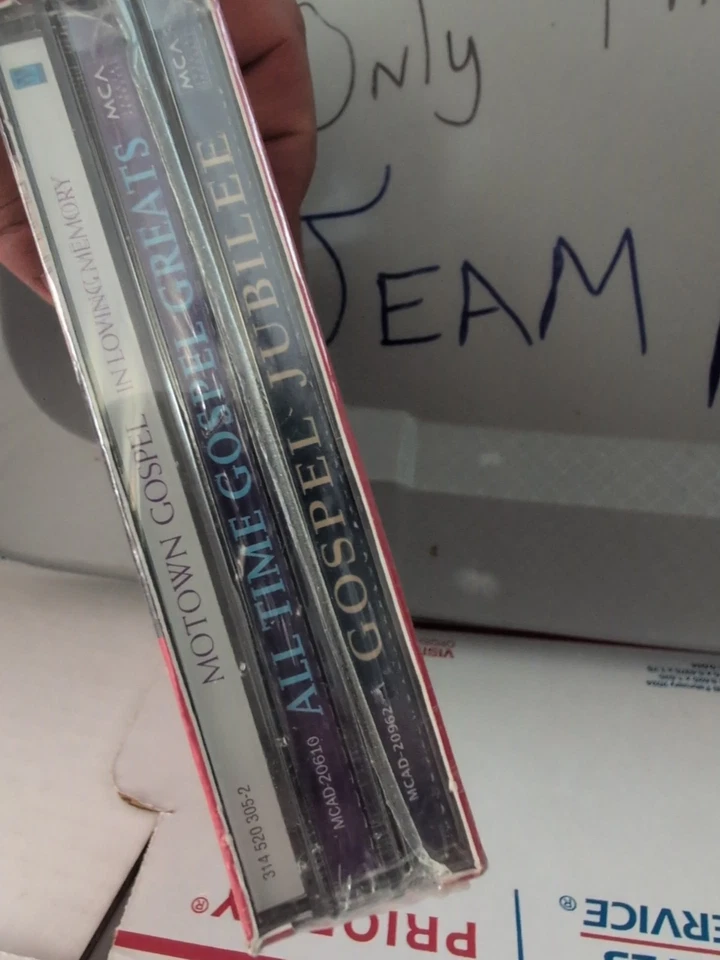 Only
TEAM
MOTOWN GOSPEL IN LOVING MEMORY
314 520 305-2
MCA
ALL TIME GOSPEL GREATS
MCAD-20610
MCA
GOSPEL JUBILEE
MCAD-20962
PRIORITY®
SERVICE®